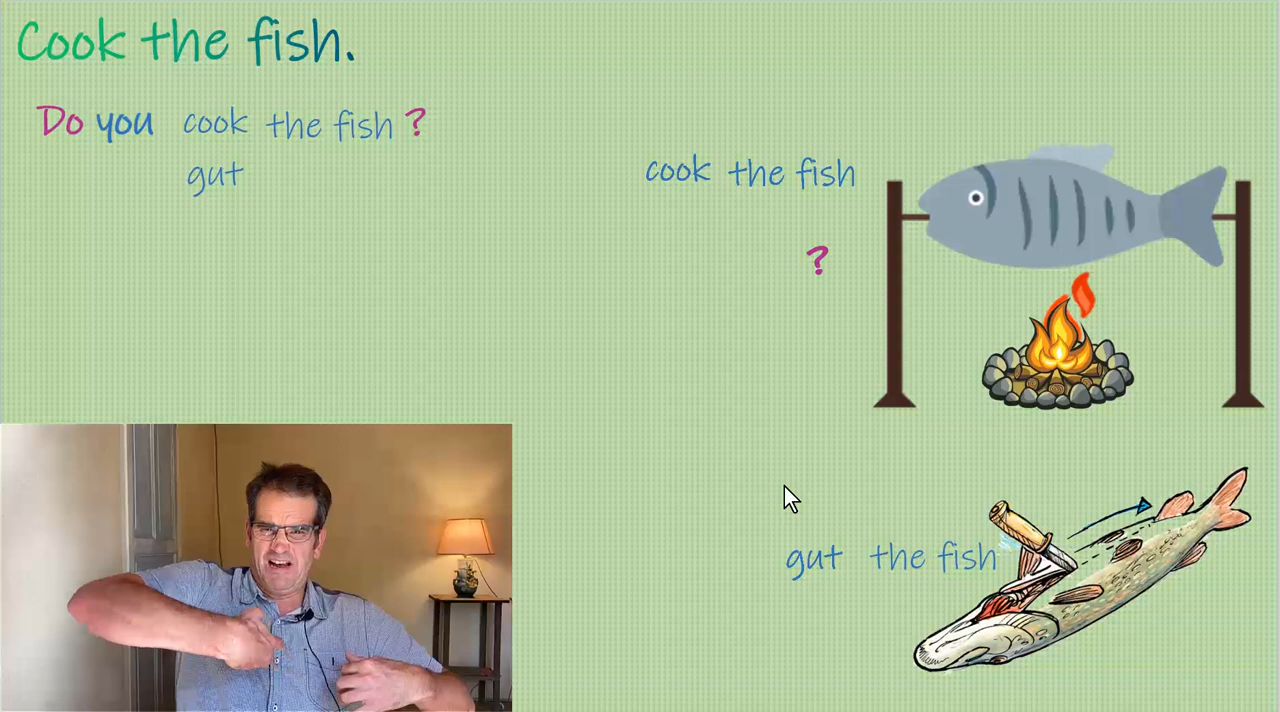 Cook the fish.
Do you cook the fish ?
gut
cook the fish
?
gut the fish